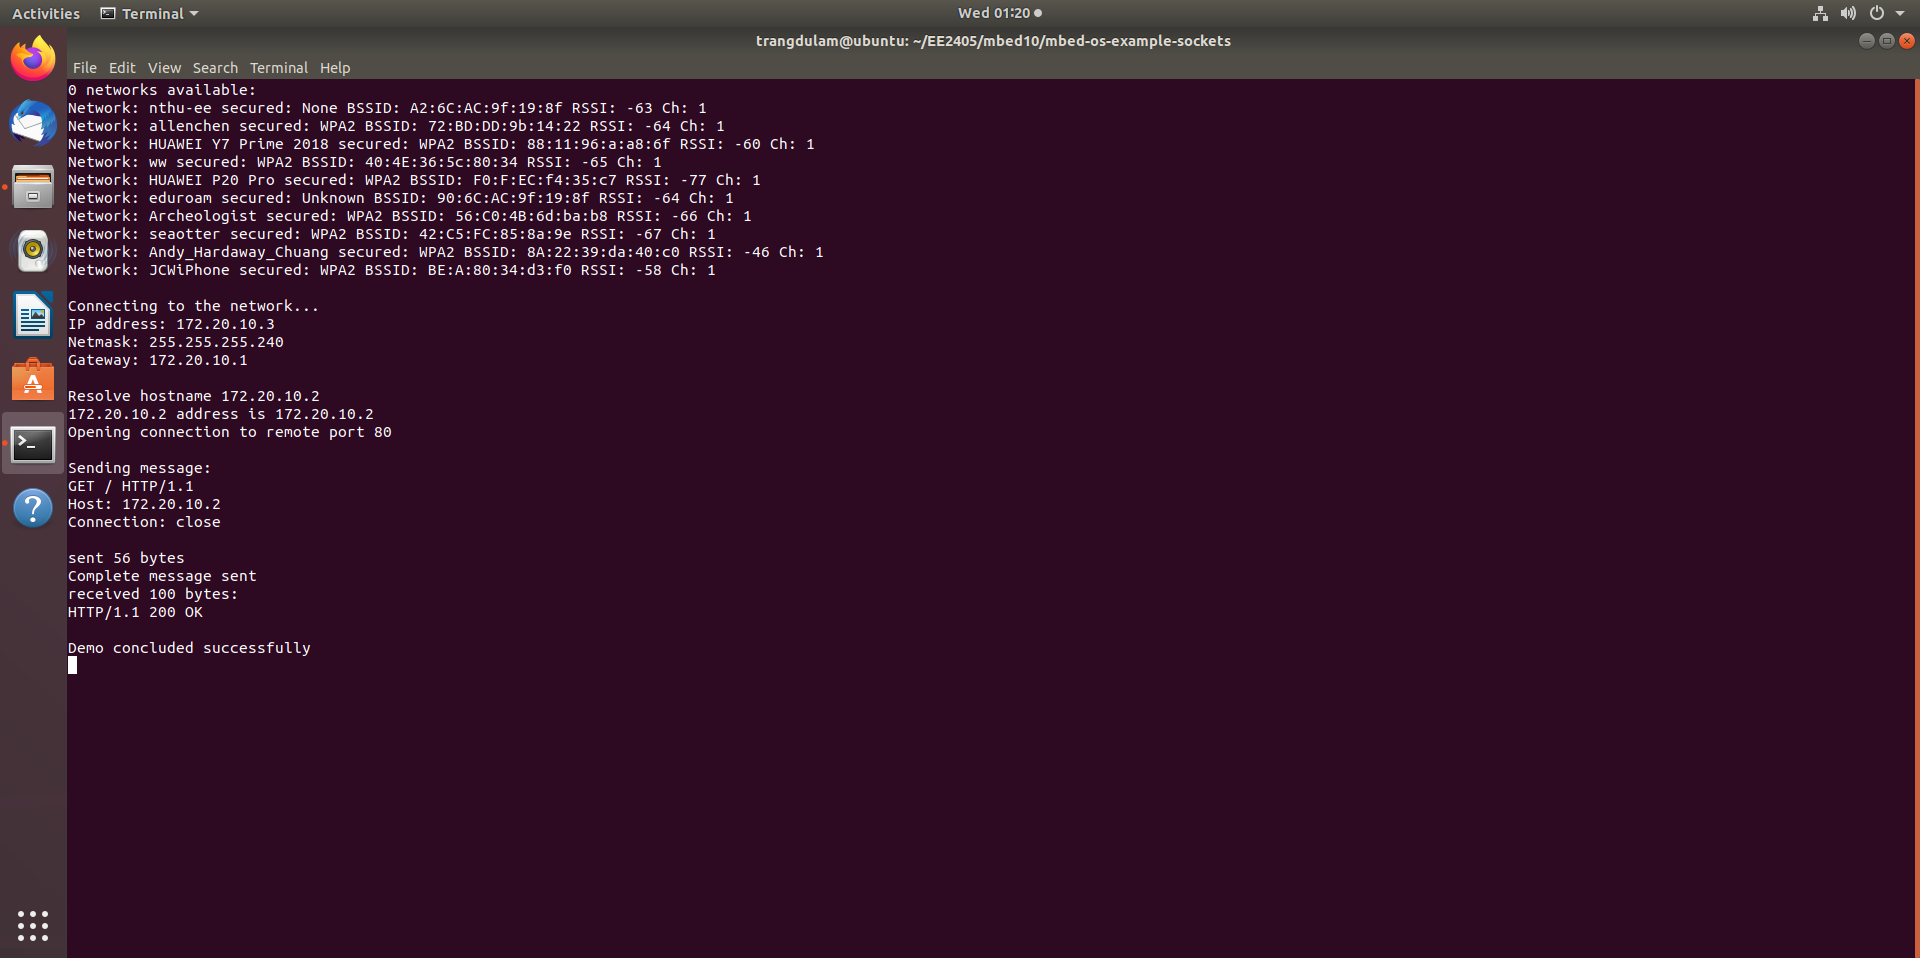 Activities Terminal Wed 01:20
trangdulam@ubuntu: ~/EE2405/mbed10/mbed-os-example-sockets
File Edit View Search Terminal Help
0 networks available:
Network: nthu-ee secured: None BSSID: A2:6C:AC:9f:19:8f RSSI: -63 Ch: 1
Network: allenchen secured: WPA2 BSSID: 72:BD:DD:9b:14:22 RSSI: -64 Ch: 1
Network: HUAWEI Y7 Prime 2018 secured: WPA2 BSSID: 88:11:96:a:a8:6f RSSI: -60 Ch: 1
Network: ww secured: WPA2 BSSID: 40:4E:36:5c:80:34 RSSI: -65 Ch: 1
Network: HUAWEI P20 Pro secured: WPA2 BSSID: F0:F:EC:f4:35:c7 RSSI: -77 Ch: 1
Network: eduroam secured: Unknown BSSID: 90:6C:AC:9f:19:8f RSSI: -64 Ch: 1
Network: Archeologist secured: WPA2 BSSID: 56:C0:4B:6d:ba:b8 RSSI: -66 Ch: 1
Network: seaotter secured: WPA2 BSSID: 42:C5:FC:85:8a:9e RSSI: -67 Ch: 1
Network: Andy_Hardaway_Chuang secured: WPA2 BSSID: 8A:22:39:da:40:c0 RSSI: -46 Ch: 1
Network: JCWiPhone secured: WPA2 BSSID: BE:A:80:34:d3:f0 RSSI: -58 Ch: 1
Connecting to the network...
IP address: 172.20.10.3
Netmask: 255.255.255.240
Gateway: 172.20.10.1
Resolve hostname 172.20.10.2
172.20.10.2 address is 172.20.10.2
Opening connection to remote port 80
Sending message:
GET / HTTP/1.1
Host: 172.20.10.2
Connection: close
sent 56 bytes
Complete message sent
received 100 bytes:
HTTP/1.1 200 OK
Demo concluded successfully